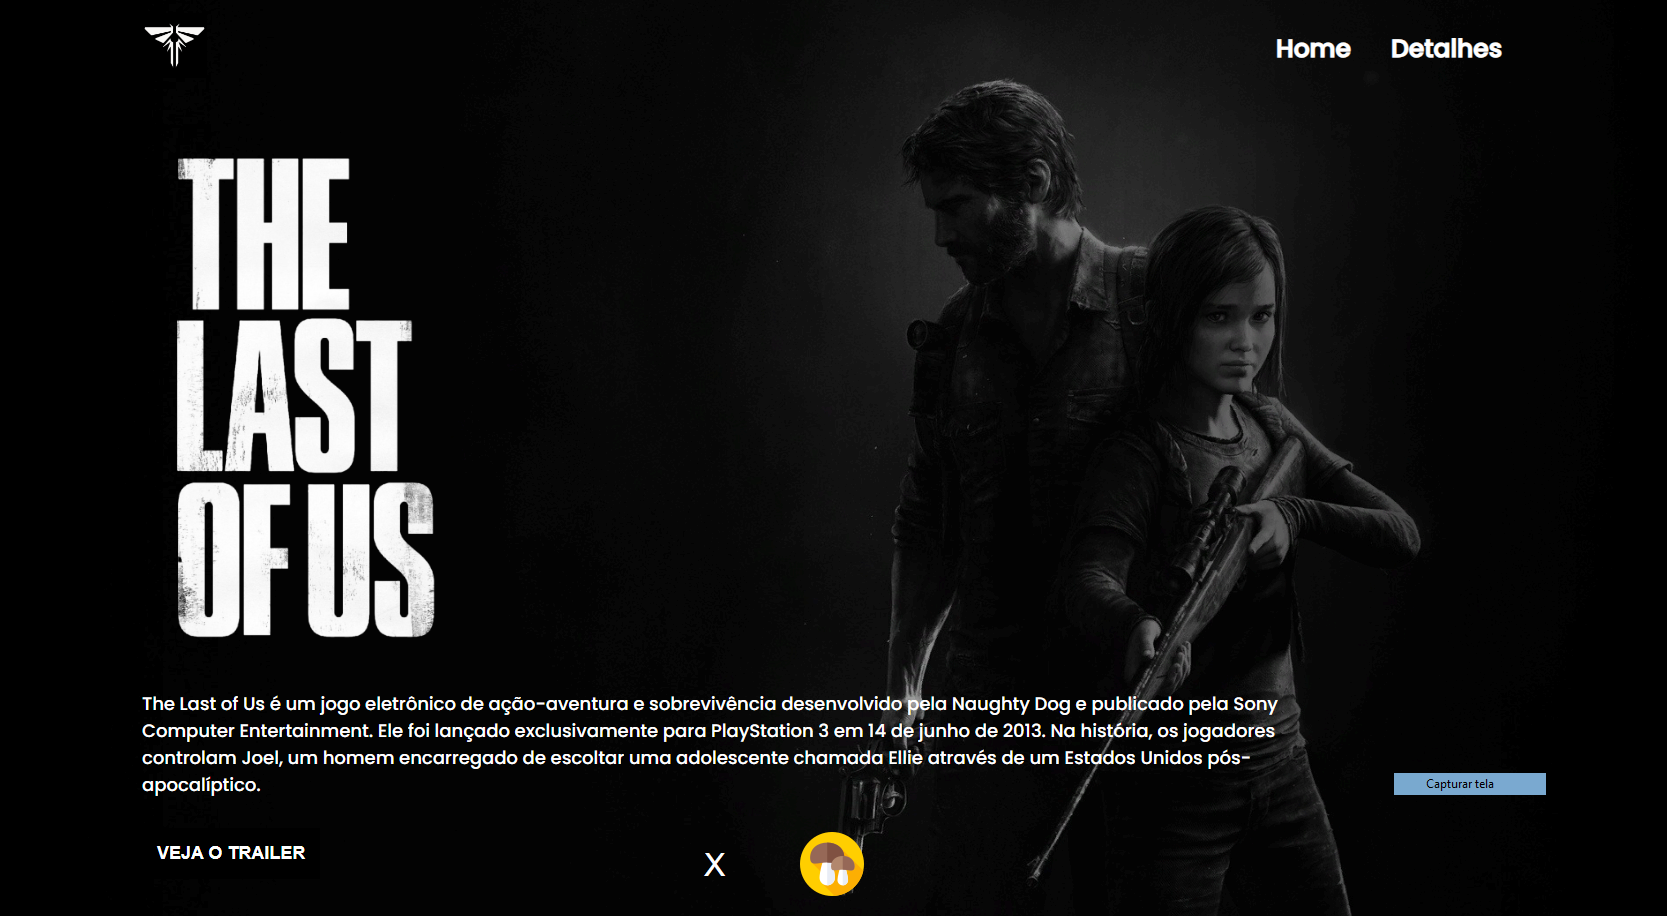 Home Detalhes
THE
LAST
OF US
The Last of Us é um jogo eletrônico de ação-aventura e sobrevivência desenvolvido pela Naughty Dog e publicado pela Sony
Computer Entertainment. Ele foi lançado exclusivamente para PlayStation 3 em 14 de junho de 2013. Na história, os jogadores
controlam Joel, um homem encarregado de escoltar uma adolescente chamada Ellie através de um Estados Unidos pós-
apocalíptico.
Capturar tela
VEJA O TRAILER
X